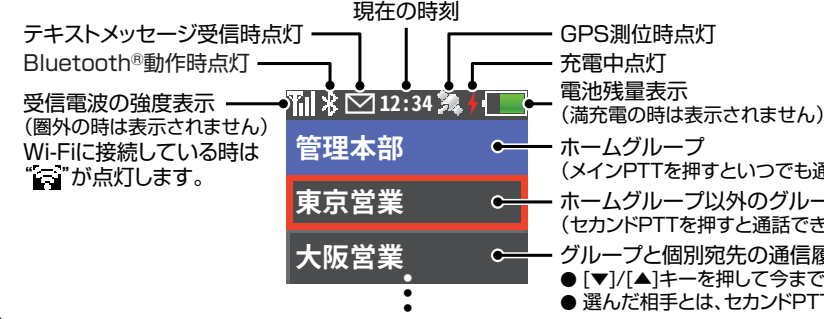 現在の時刻
テキストメッセージ受信時点灯
Bluetooth®動作時点灯
受信電波の強度表示
(圏外の時は表示されません)
Wi-Fiに接続している時は
“ ”が点灯します。
12:34
管理本部
東京営業
大阪営業
GPS測位時点灯
充電中点灯
電池残量表示
(満充電の時は表示されません)
ホームグループ
(メインPTTを押すといつでも通
ホームグループ以外のグルー
(セカンドPTTを押すと通話でき
グループと個別宛先の通信履
● [▼]/[▲]キーを押して今まで
● 選んだ相手とは、セカンドPTT